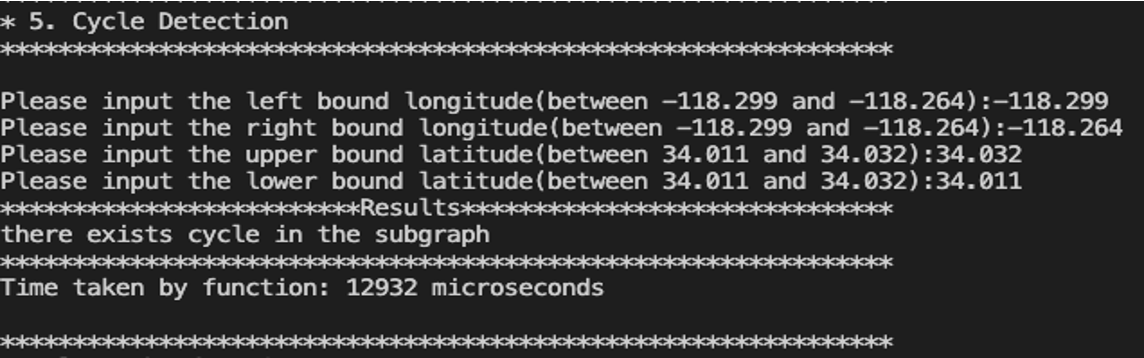 * 5. Cycle Detection
**************************************************************
Please input the left bound longitude(between -118.299 and -118.264):-118.299
Please input the right bound longitude(between -118.299 and -118.264):-118.264
Please input the upper bound latitude(between 34.011 and 34.032):34.032
Please input the lower bound latitude(between 34.011 and 34.032):34.011
*************************Results******************************
there exists cycle in the subgraph
**************************************************************
Time taken by function: 12932 microseconds
**************************************************************